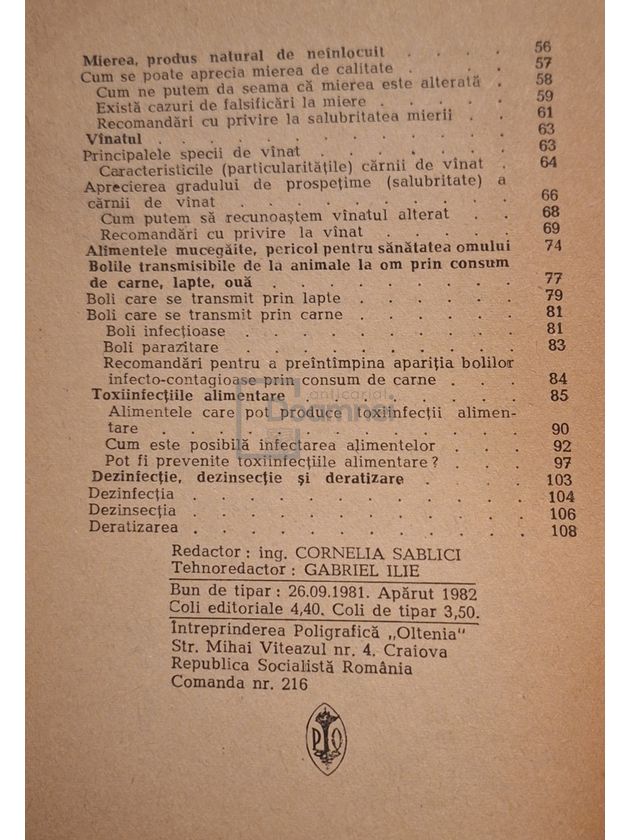 Mierea, produs natural de neînlocuit . . . . 56
Cum se poate aprecia mierea de calitate . . . . 57
Cum ne putem da seama că mierea este alterată . 58
Există cazuri de falsificări la miere . . . . 59
Recomandări cu privire la salubritatea mierii . . 61
Vînatul . . . . . . . . . . . 63
Principalele specii de vînat . . . . . . 63
Caracteristicile (particularitățile) cărnii de vînat . 64
Aprecierea gradului de prospețime (salubritate) a
cărnii de vînat . . . . . . . . 66
Cum putem să recunoaștem vînatul alterat . . 68
Recomandări cu privire la vînat . . . . 69
Alimentele mucegăite, pericol pentru sănătatea omului 74
Bolile transmisibile de la animale la om prin consum
de carne, lapte, ouă . . . . . . . 77
Boli care se transmit prin lapte . . . . . 79
Boli care se transmit prin carne . . . . . 81
Boli infecțioase . . . . . . . . 81
Boli parazitare . . . . . . . . 83
Recomandări pentru a preîntîmpina apariția bolilor
infecto-contagioase prin consum de carne . . . 84
Toxiinfecțiile alimentare . . . . . . . 85
Alimentele care pot produce toxiinfecții alimen-
tare . . . . . . . . . . 90
Cum este posibilă infectarea alimentelor . . . 92
Pot fi prevenite toxiinfecțiile alimentare ? . . . 97
Dezinfecție, dezinsecție și deratizare . . . . 103
Dezinfecția . . . . . . . . . . 104
Dezinsecția . . . . . . . . . . 106
Deratizarea . . . . . . . . . . 108
Redactor : ing. CORNELIA SABLICI
Tehnoredactor : GABRIEL ILIE
Bun de tipar : 26.09.1981. Apărut 1982
Coli editoriale 4,40. Coli de tipar 3,50.
Întreprinderea Poligrafică „Oltenia"
Str. Mihai Viteazul nr. 4, Craiova
Republica Socialistă România
Comanda nr. 216
P O